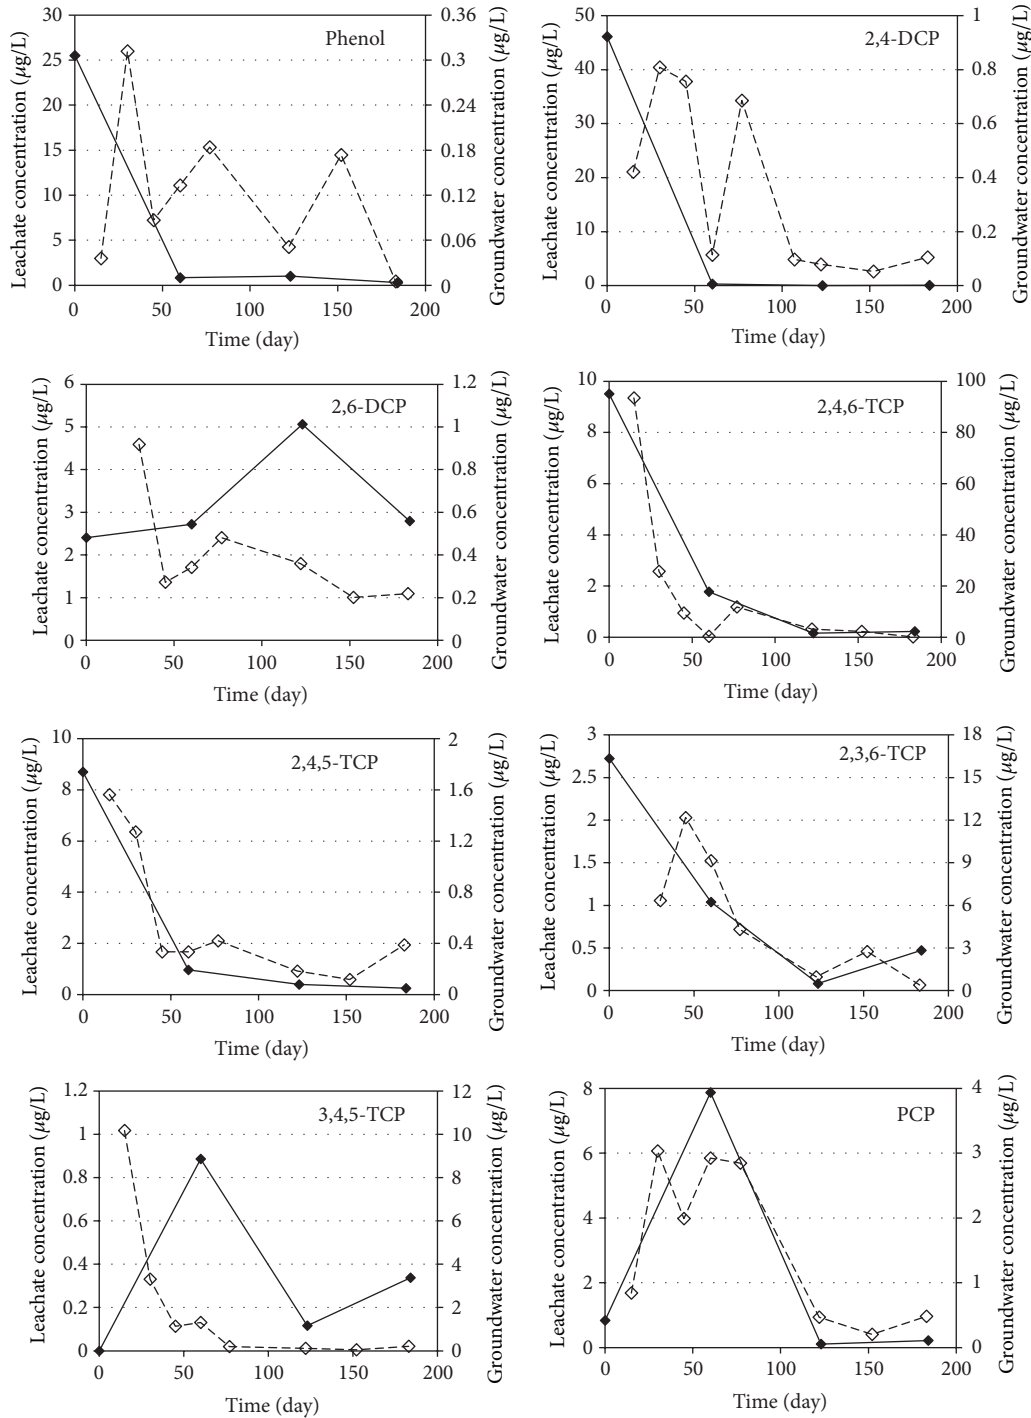 Phenol
Leachate concentration (μg/L)
30
25
20
15
10
5
0
Groundwater concentration (μg/L)
0.36
0.3
0.24
0.18
0.12
0.06
0
0 50 100 150 200
Time (day)
2,4-DCP
Leachate concentration (μg/L)
50
40
30
20
10
0
Groundwater concentration (μg/L)
1
0.8
0.6
0.4
0.2
0
0 50 100 150 200
Time (day)
2,6-DCP
Leachate concentration (μg/L)
6
5
4
3
2
1
0
Groundwater concentration (μg/L)
1.2
1
0.8
0.6
0.4
0.2
0
0 50 100 150 200
Time (day)
2,4,6-TCP
Leachate concentration (μg/L)
10
8
6
4
2
0
Groundwater concentration (μg/L)
100
80
60
40
20
0
0 50 100 150 200
Time (day)
2,4,5-TCP
Leachate concentration (μg/L)
10
8
6
4
2
0
Groundwater concentration (μg/L)
2
1.6
1.2
0.8
0.4
0
0 50 100 150 200
Time (day)
2,3,6-TCP
Leachate concentration (μg/L)
3
2.5
2
1.5
1
0.5
0
Groundwater concentration (μg/L)
18
15
12
9
6
3
0
0 50 100 150 200
Time (day)
3,4,5-TCP
Leachate concentration (μg/L)
1.2
1
0.8
0.6
0.4
0.2
0
Groundwater concentration (μg/L)
12
10
8
6
4
2
0
0 50 100 150 200
Time (day)
PCP
Leachate concentration (μg/L)
8
6
4
2
0
Groundwater concentration (μg/L)
4
3
2
1
0
0 50 100 150 200
Time (day)